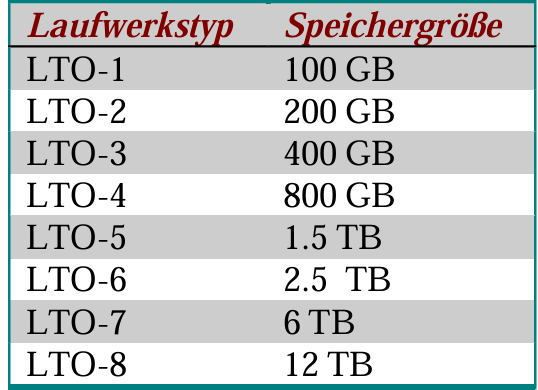 Laufwerkstyp Speichergröße
LTO-1 100 GB
LTO-2 200 GB
LTO-3 400 GB
LTO-4 800 GB
LTO-5 1.5 TB
LTO-6 2.5 TB
LTO-7 6 TB
LTO-8 12 TB